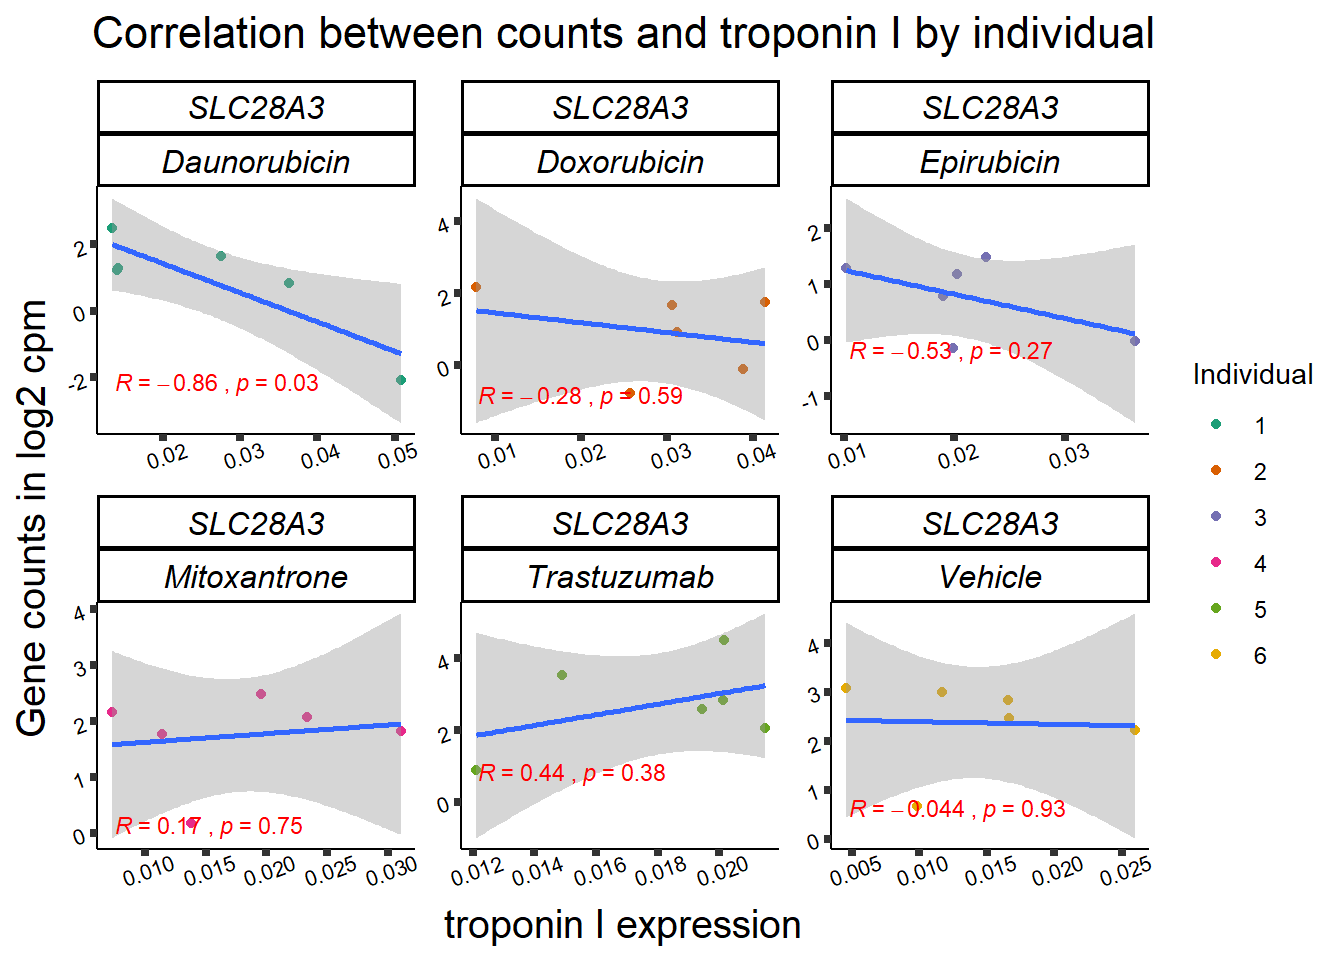 Correlation between counts and troponin I by individual
SLC28A3
Daunorubicin
2
0
-2
R = −0.86 , p = 0.03
0.02 0.03 0.04 0.05
SLC28A3
Doxorubicin
4
2
0
R = −0.28 , p = 0.59
0.01 0.02 0.03 0.04
SLC28A3
Epirubicin
2
1
0
-1
R = −0.53 , p = 0.27
0.01 0.02 0.03
SLC28A3
Mitoxantrone
4
3
2
1
0
R = 0.17 , p = 0.75
0.010 0.015 0.020 0.025 0.030
SLC28A3
Trastuzumab
4
2
0
R = 0.44 , p = 0.38
0.012 0.014 0.016 0.018 0.020
SLC28A3
Vehicle
4
3
2
1
0
R = −0.044 , p = 0.93
0.005 0.010 0.015 0.020 0.025
Gene counts in log2 cpm
troponin I expression
Individual
1
2
3
4
5
6